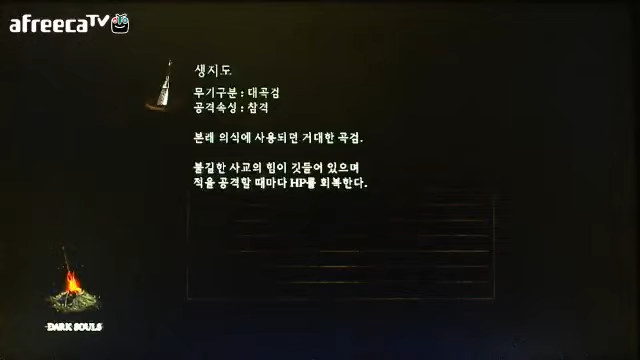 afreecaTV
생지도
무기구분 : 대곡검
공격속성 : 참격
본래 의식에 사용되면 거대한 곡검.
불길한 사교의 힘이 깃들어 있으며
적을 공격할 때마다 HP를 회복한다.
DARK SOULS